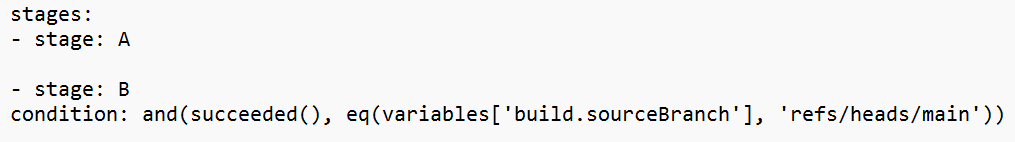 stages:
- stage: A
- stage: B
condition: and(succeeded(), eq(variables['build.sourceBranch'], 'refs/heads/main'))